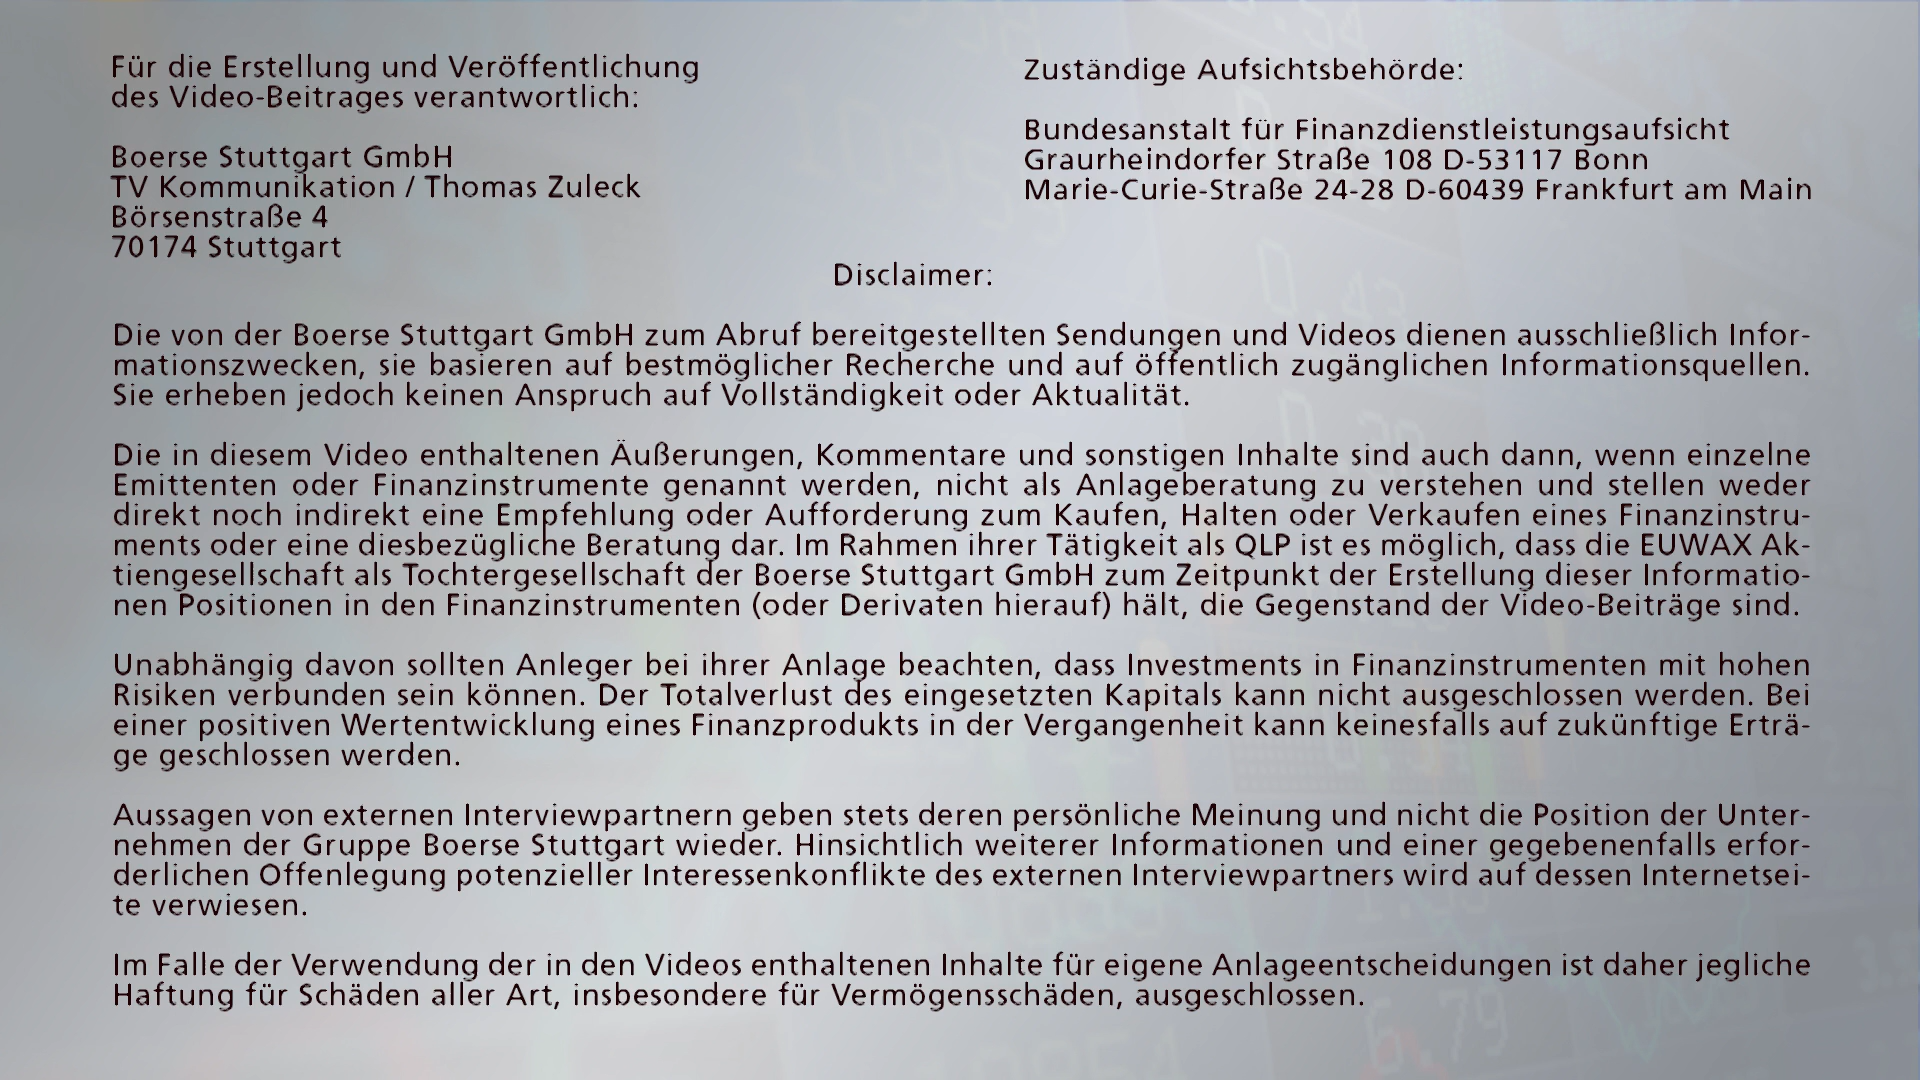 Für die Erstellung und Veröffentlichung
des Video-Beitrages verantwortlich:
Boerse Stuttgart GmbH
TV Kommunikation / Thomas Zuleck
Börsenstraße 4
70174 Stuttgart
Zuständige Aufsichtsbehörde:
Bundesanstalt für Finanzdienstleistungsaufsicht
Graurheindorfer Straße 108 D-53117 Bonn
Marie-Curie-Straße 24-28 D-60439 Frankfurt am Main
Disclaimer:
Die von der Boerse Stuttgart GmbH zum Abruf bereitgestellten Sendungen und Videos dienen ausschließlich Infor-
mationszwecken, sie basieren auf bestmöglicher Recherche und auf öffentlich zugänglichen Informationsquellen.
Sie erheben jedoch keinen Anspruch auf Vollständigkeit oder Aktualität.
Die in diesem Video enthaltenen Äußerungen, Kommentare und sonstigen Inhalte sind auch dann, wenn einzelne
Emittenten oder Finanzinstrumente genannt werden, nicht als Anlageberatung zu verstehen und stellen weder
direkt noch indirekt eine Empfehlung oder Aufforderung zum Kaufen, Halten oder Verkaufen eines Finanzinstru-
ments oder eine diesbezügliche Beratung dar. Im Rahmen ihrer Tätigkeit als QLP ist es möglich, dass die EUWAX Ak-
tiengesellschaft als Tochtergesellschaft der Boerse Stuttgart GmbH zum Zeitpunkt der Erstellung dieser Informatio-
nen Positionen in den Finanzinstrumenten (oder Derivaten hierauf) hält, die Gegenstand der Video-Beiträge sind.
Unabhängig davon sollten Anleger bei ihrer Anlage beachten, dass Investments in Finanzinstrumenten mit hohen
Risiken verbunden sein können. Der Totalverlust des eingesetzten Kapitals kann nicht ausgeschlossen werden. Bei
einer positiven Wertentwicklung eines Finanzprodukts in der Vergangenheit kann keinesfalls auf zukünftige Erträ-
ge geschlossen werden.
Aussagen von externen Interviewpartnern geben stets deren persönliche Meinung und nicht die Position der Unter-
nehmen der Gruppe Boerse Stuttgart wieder. Hinsichtlich weiterer Informationen und einer gegebenenfalls erfor-
derlichen Offenlegung potenzieller Interessenkonflikte des externen Interviewpartners wird auf dessen Internetsei-
te verwiesen.
Im Falle der Verwendung der in den Videos enthaltenen Inhalte für eigene Anlageentscheidungen ist daher jegliche
Haftung für Schäden aller Art, insbesondere für Vermögensschäden, ausgeschlossen.